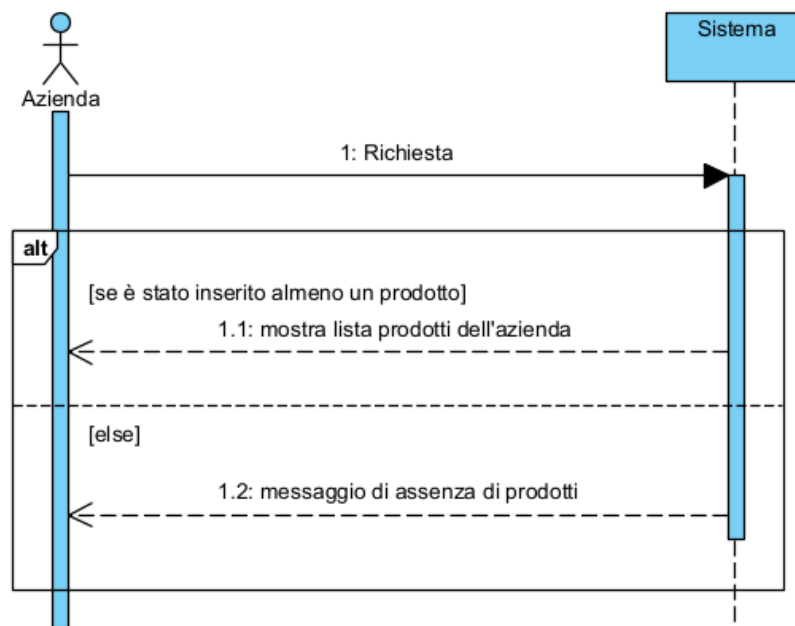 Sistema
Azienda
1: Richiesta
alt
[se è stato inserito almeno un prodotto]
1.1: mostra lista prodotti dell'azienda
[else]
1.2: messaggio di assenza di prodotti